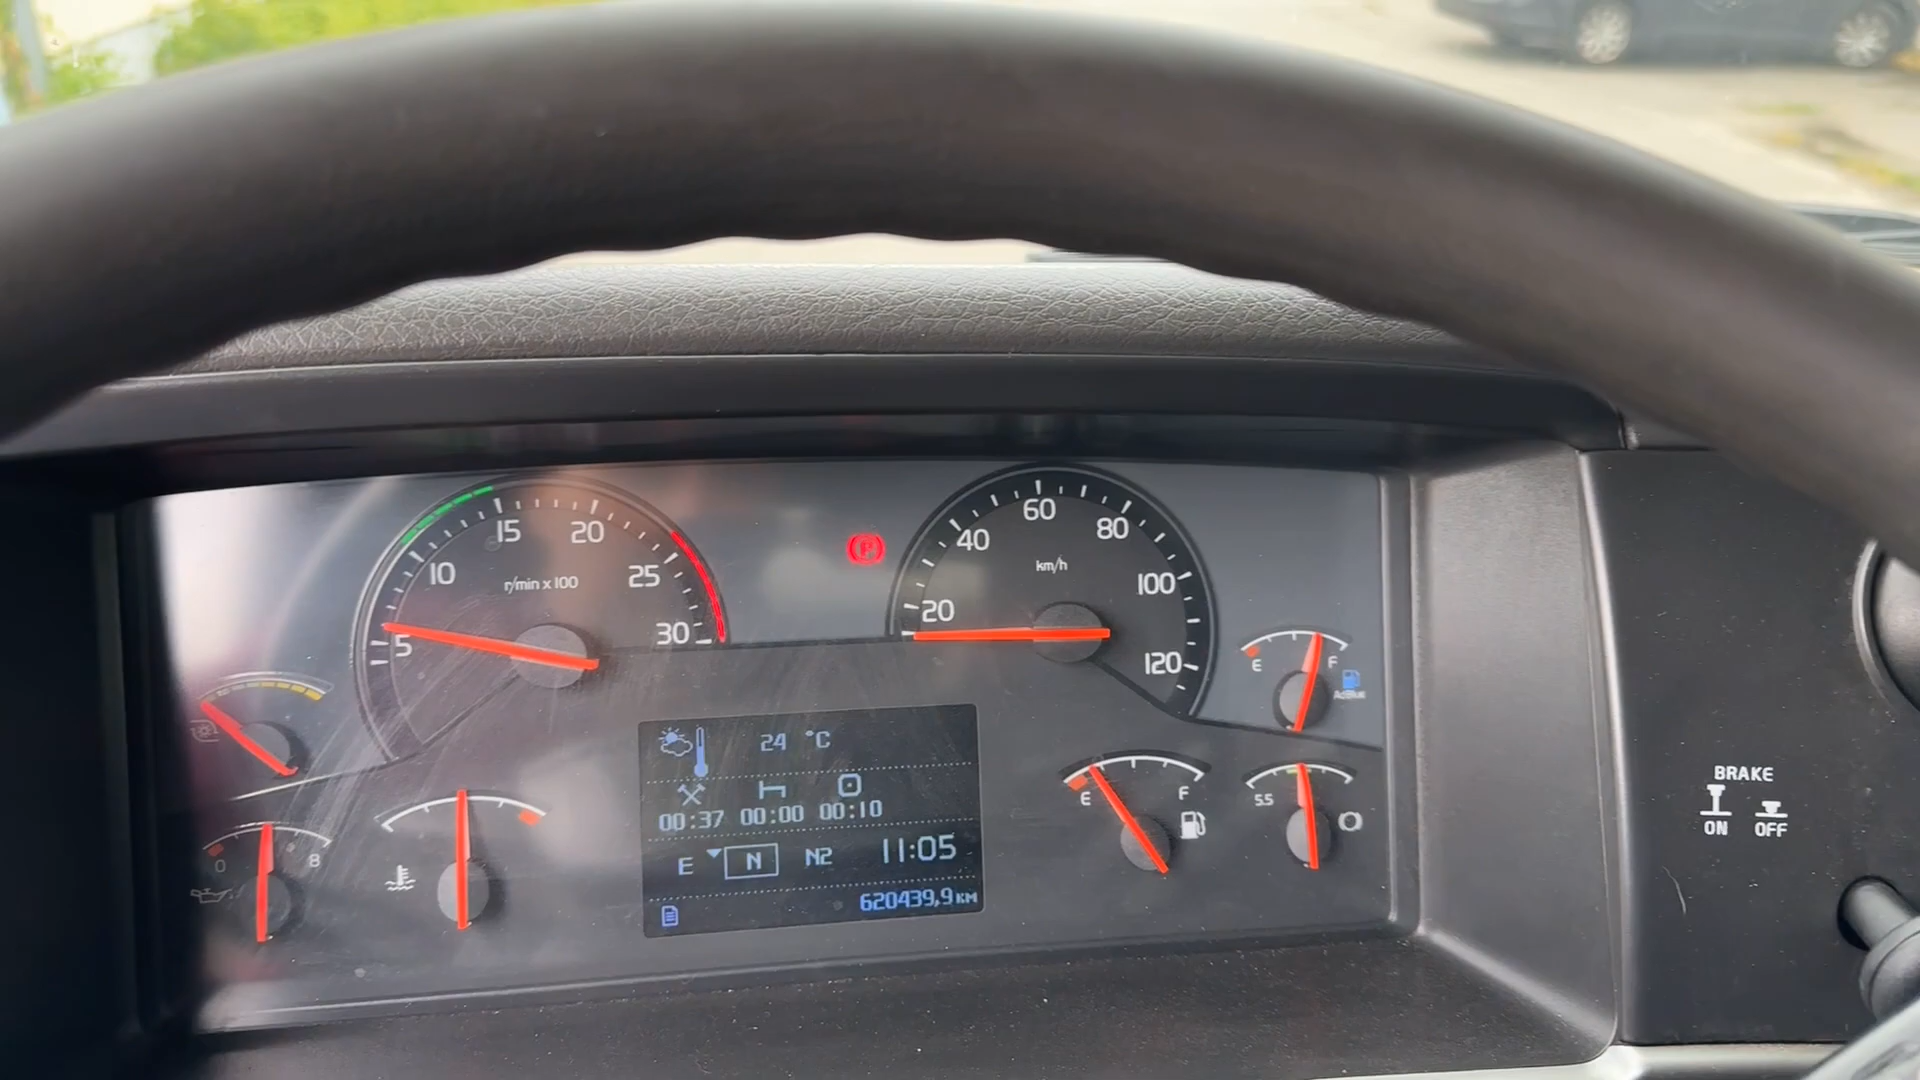 15 20
10 25
r/min x 100
5 30
P
60
40 80
km/h
20 100
120
E F
AdBlue
24 °C
00:37 00:00 00:10
E N N2 11:05
620439,9 км
0 8
E F
5.5
BRAKE
ON OFF